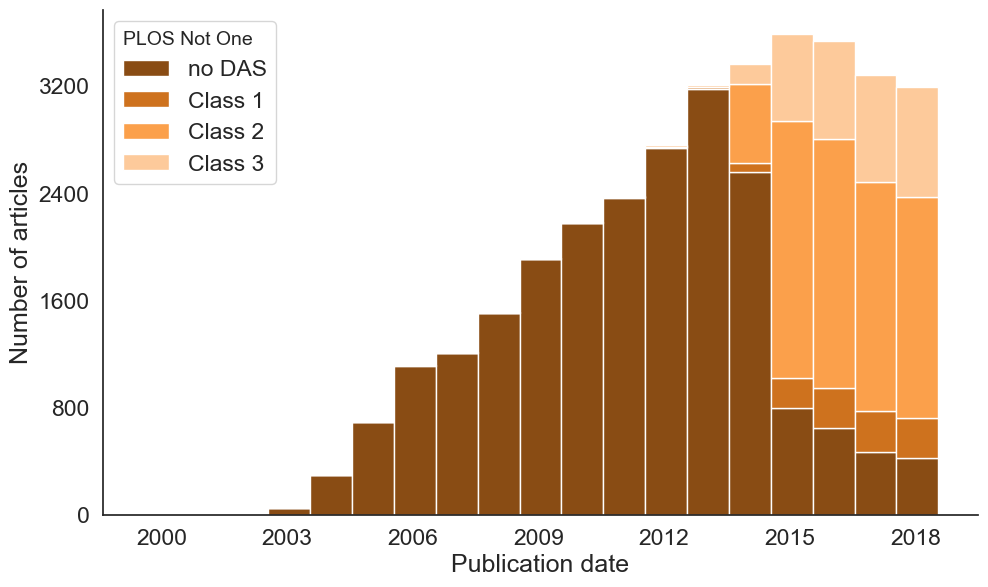 PLOS Not One
no DAS
Class 1
Class 2
Class 3
Number of articles
3200
2400
1600
800
0
2000 2003 2006 2009 2012 2015 2018
Publication date